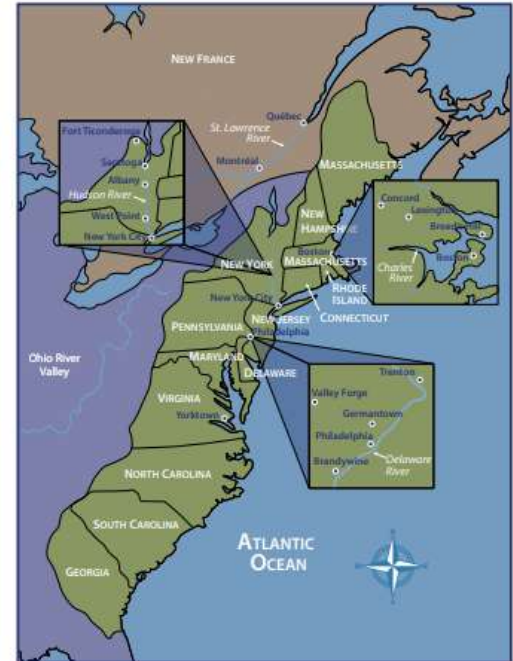 NEW FRANCE
Québec
St. Lawrence
River
Montréal
MASSACHUSETTS
Fort Ticonderoga
Saratoga
Albany
Hudson River
West Point
New York City
NEW
HAMPSHIRE
Concord
Lexington
Breed's Hill
Boston
Charles
River
Boston
MASSACHUSETTS
NEW YORK
RHODE
ISLAND
CONNECTICUT
New York City
NEW JERSEY
PENNSYLVANIA
Philadelphia
MARYLAND
DELAWARE
Ohio River
Valley
VIRGINIA
Yorktown
Trenton
Valley Forge
Germantown
Philadelphia
Brandywine
Delaware
River
NORTH CAROLINA
SOUTH CAROLINA
GEORGIA
ATLANTIC
OCEAN